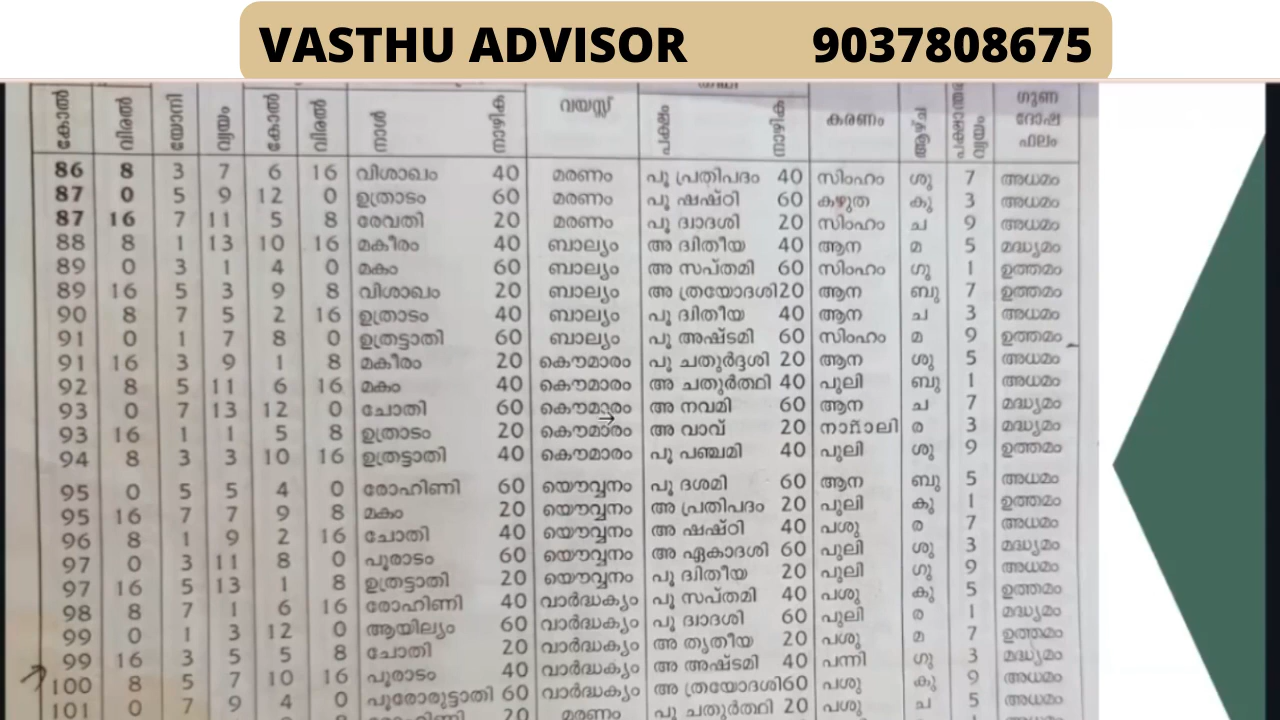 VASTHU ADVISOR 9037808675
കോൽ വിരൽ യോനി വ്യയം കോൽ വിരൽ നാൾ നാഴിക വയസ്സ് പക്ഷം നാഴിക കരണം ആഴ്ച പക്ഷാന്തര വ്യയം ഗുണ ദോഷ ഫലം
86 8 3 7 6 16 വിശാഖം 40 മരണം പൂ പ്രതിപദം 40 സിംഹം ശു 7 അധമം
87 0 5 9 12 0 ഉത്രാടം 60 മരണം പൂ ഷഷ്ഠി 60 കഴുത കു 3 അധമം
87 16 7 11 5 8 രേവതി 20 മരണം പൂ ദ്വാദശി 20 സിംഹം ച 9 അധമം
88 8 1 13 10 16 മകീരം 40 ബാല്യം അ ദ്വിതീയ 40 ആന മ 5 മദ്ധ്യമം
89 0 3 1 4 0 മകം 60 ബാല്യം അ സപ്തമി 60 സിംഹം ഗു 1 ഉത്തമം
89 16 5 3 9 8 വിശാഖം 20 ബാല്യം അ ത്രയോദശി 20 ആന ബു 7 ഉത്തമം
90 8 7 5 2 16 ഉത്രാടം 40 ബാല്യം പൂ ദ്വിതീയ 40 ആന ച 3 അധമം
91 0 1 7 8 0 ഉത്രട്ടാതി 60 ബാല്യം പൂ അഷ്ടമി 60 സിംഹം മ 9 ഉത്തമം
91 16 3 9 1 8 മകീരം 20 കൌമാരം പൂ ചതുർദ്ദശി 20 ആന ശു 5 അധമം
92 8 5 11 6 16 മകം 40 കൌമാരം അ ചതുർത്ഥി 40 പുലി ബു 1 അധമം
93 0 7 13 12 0 ചോതി 60 കൌമാരം അ നവമി 60 ആന ച 7 മദ്ധ്യമം
93 16 1 1 5 8 ഉത്രാടം 20 കൌമാരം അ വാവ് 20 നാല്കാലി ര 3 മദ്ധ്യമം
94 8 3 3 10 16 ഉത്രട്ടാതി 40 കൌമാരം പൂ പഞ്ചമി 40 പുലി ശു 9 ഉത്തമം
95 0 5 5 4 0 രോഹിണി 60 യൌവ്വനം പൂ ദശമി 60 ആന ബു 5 അധമം
95 16 7 7 9 8 മകം 20 യൌവ്വനം അ പ്രതിപദം 20 പുലി കു 1 ഉത്തമം
96 8 1 9 2 16 ചോതി 40 യൌവ്വനം അ ഷഷ്ഠി 40 പശു ര 7 അധമം
97 0 3 11 8 0 പൂരാടം 60 യൌവ്വനം അ ഏകാദശി 60 പുലി ശു 3 മദ്ധ്യമം
97 16 5 13 1 8 ഉത്രട്ടാതി 20 യൌവ്വനം പൂ ദ്വിതീയ 20 പുലി ഗു 9 അധമം
98 8 7 1 6 16 രോഹിണി 40 വാർദ്ധക്യം പൂ സപ്തമി 40 പശു കു 5 ഉത്തമം
99 0 1 3 12 0 ആയില്യം 60 വാർദ്ധക്യം പൂ ദ്വാദശി 60 പുലി ര 1 മദ്ധ്യമം
99 16 3 5 5 8 ചോതി 20 വാർദ്ധക്യം അ തൃതീയ 20 പശു മ 7 ഉത്തമം
100 8 5 7 10 16 പൂരാടം 40 വാർദ്ധക്യം അ അഷ്ടമി 40 പന്നി ഗു 3 മദ്ധ്യമം
101 0 7 9 4 0 പൂരോരുട്ടാതി 60 വാർദ്ധക്യം അ ത്രയോദശി 60 പശു കു 9 അധമം
20 മരണം പൂ ചതുർത്ഥി 20 പശു ച 5 അധമം